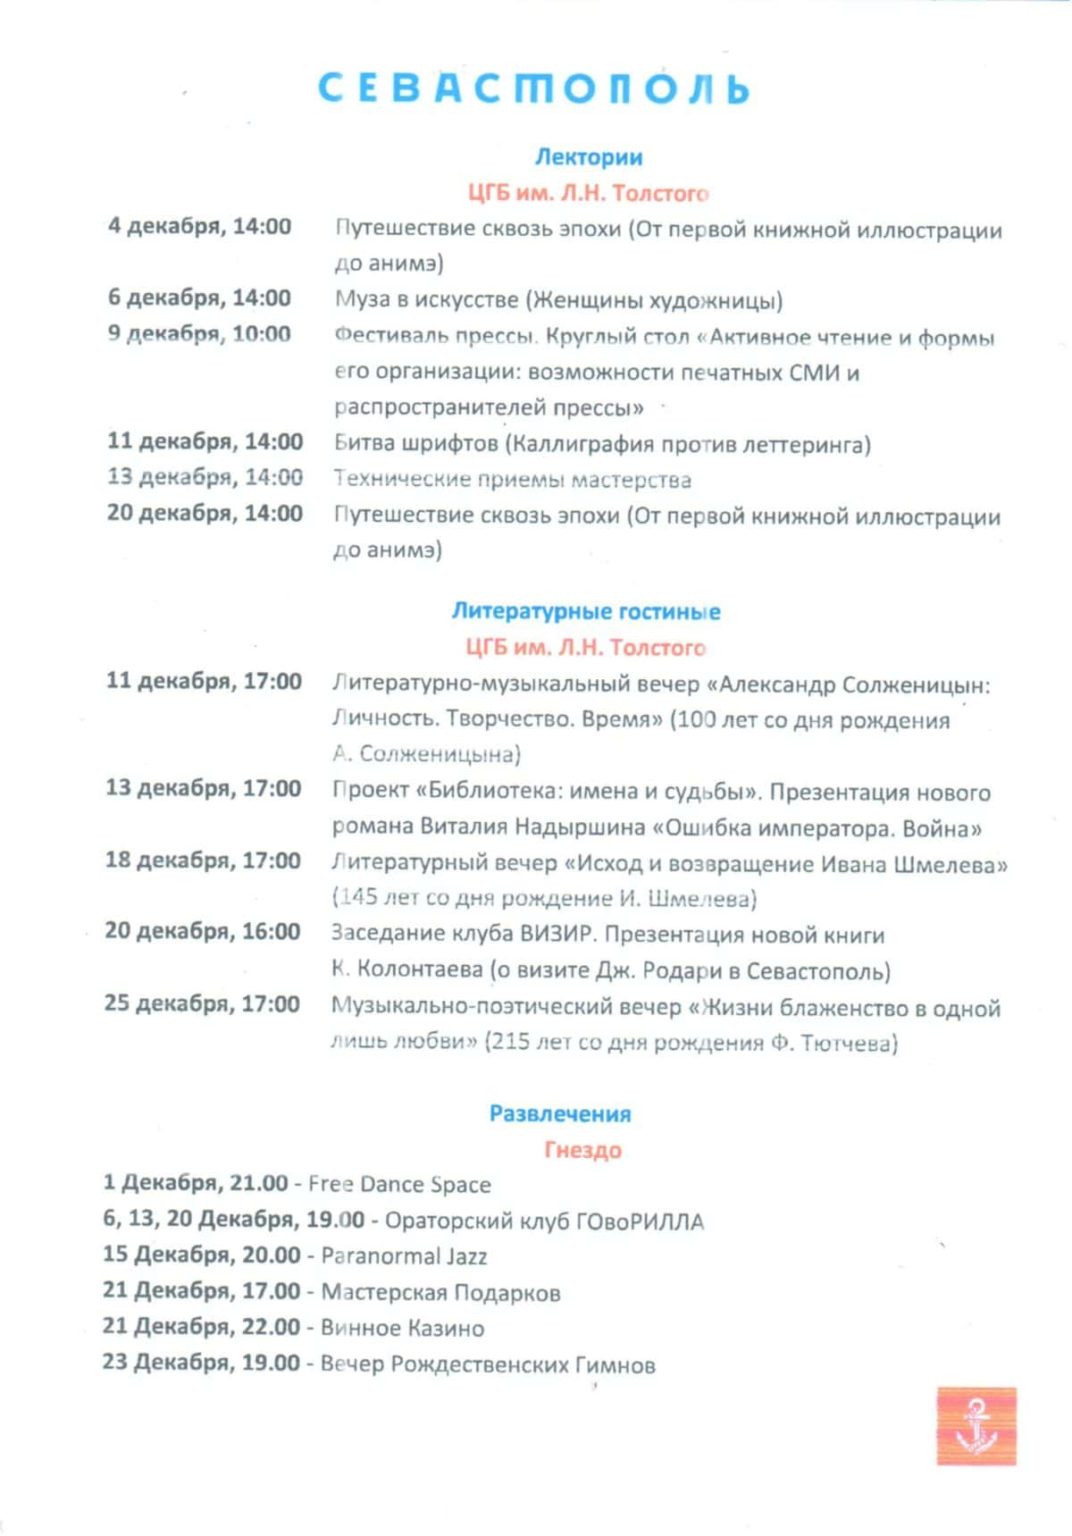 СЕВАСТОПОЛЬ
Лектории
ЦГБ им. Л.Н. Толстого
4 декабря, 14:00 Путешествие сквозь эпохи (От первой книжной иллюстрации
до анимэ)
6 декабря, 14:00 Муза в искусстве (Женщины художницы)
9 декабря, 10:00 Фестиваль прессы. Круглый стол «Активное чтение и формы
его организации: возможности печатных СМИ и
распространителей прессы»
11 декабря, 14:00 Битва шрифтов (Каллиграфия против леттеринга)
13 декабря, 14:00 Технические приемы мастерства
20 декабря, 14:00 Путешествие сквозь эпохи (От первой книжной иллюстрации
до анимэ)
Литературные гостиные
ЦГБ им. Л.Н. Толстого
11 декабря, 17:00 Литературно-музыкальный вечер «Александр Солженицын:
Личность. Творчество. Время» (100 лет со дня рождения
А. Солженицына)
13 декабря, 17:00 Проект «Библиотека: имена и судьбы». Презентация нового
романа Виталия Надыршина «Ошибка императора. Война»
18 декабря, 17:00 Литературный вечер «Исход и возвращение Ивана Шмелева»
(145 лет со дня рождение И. Шмелева)
20 декабря, 16:00 Заседание клуба ВИЗИР. Презентация новой книги
К. Колонтаева (о визите Дж. Родари в Севастополь)
25 декабря, 17:00 Музыкально-поэтический вечер «Жизни блаженство в одной
лишь любви» (215 лет со дня рождения Ф. Тютчева)
Развлечения
Гнездо
1 Декабря, 21.00 - Free Dance Space
6, 13, 20 Декабря, 19.00 - Ораторский клуб ГОвоРИЛЛА
15 Декабря, 20.00 - Paranormal Jazz
21 Декабря, 17.00 - Мастерская Подарков
21 Декабря, 22.00 - Винное Казино
23 Декабря, 19.00 - Вечер Рождественских Гимнов